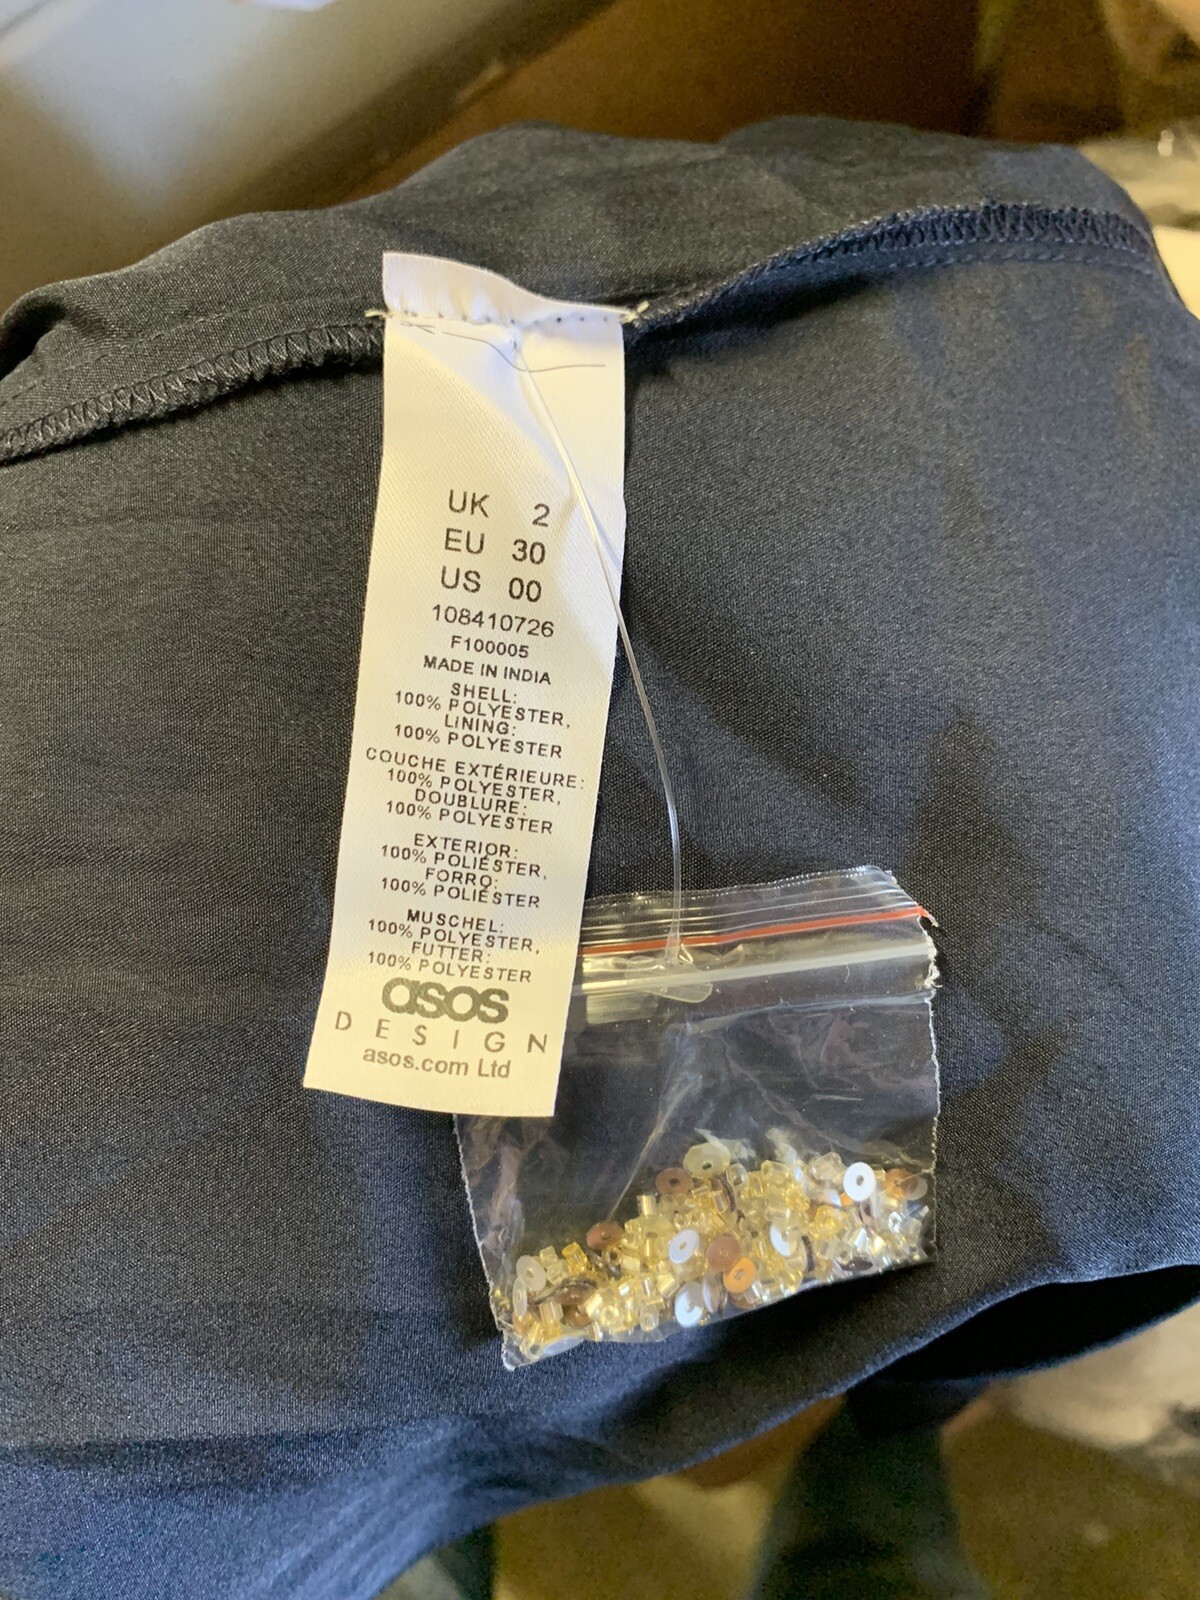 UK 2
EU 30
US 00
108410726
F100005
MADE IN INDIA
SHELL:
100% POLYESTER,
LINING:
100% POLYESTER
COUCHE EXTÉRIEURE:
100% POLYESTER,
DOUBLURE:
100% POLYESTER
EXTERIOR:
100% POLIÉSTER,
FORRO:
100% POLIÉSTER
MUSCHEL:
100% POLYESTER,
FUTTER:
100% POLYESTER
asos
DESIGN
asos.com Ltd